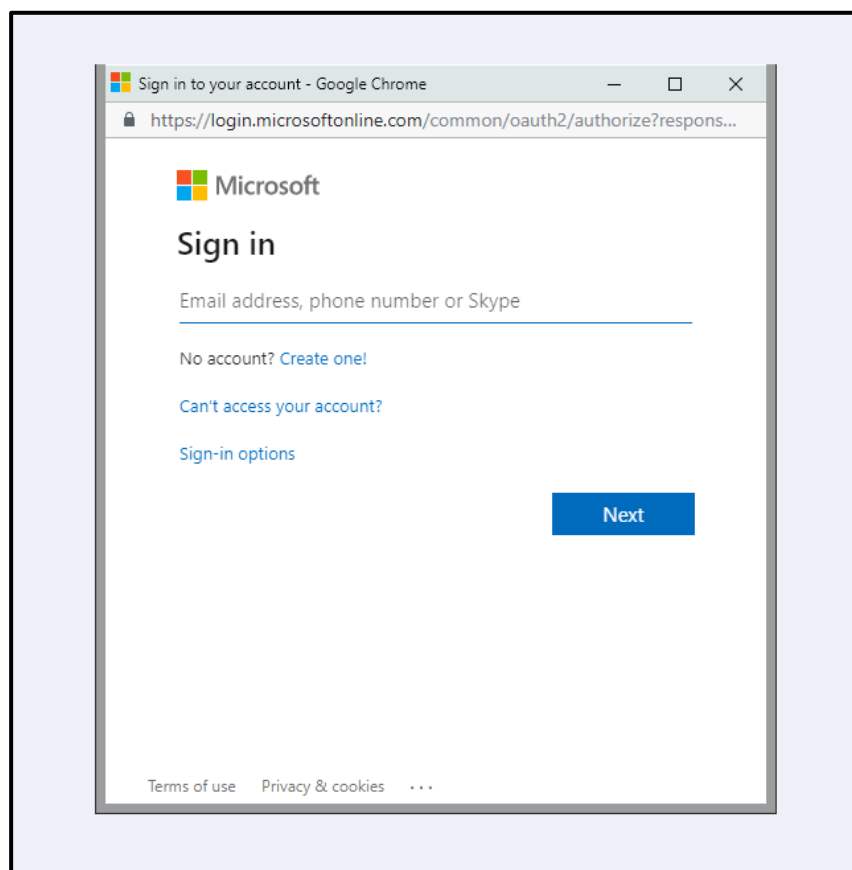 Sign in to your account - Google Chrome
https://login.microsoftonline.com/common/oauth2/authorize?respons...
Microsoft
Sign in
Email address, phone number or Skype
No account? Create one!
Can't access your account?
Sign-in options
Next
Terms of use Privacy & cookies ...